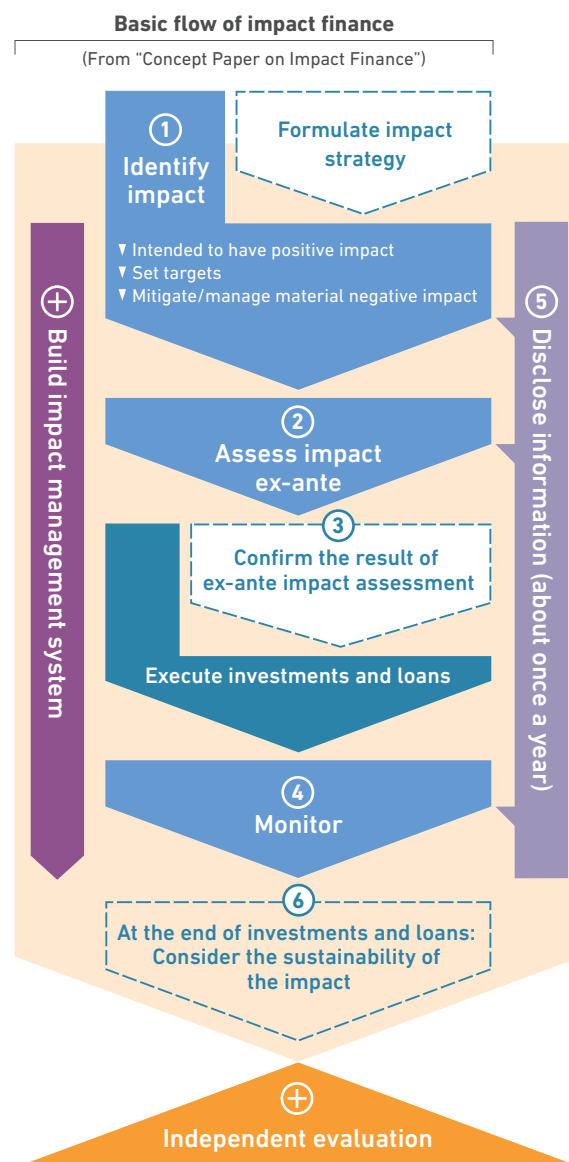 Basic flow of impact finance
(From “Concept Paper on Impact Finance”)
1
Identify
impact
Formulate impact
strategy
▼ Intended to have positive impact
▼ Set targets
▼ Mitigate/manage material negative impact
+ Build impact management system
5 Disclose information (about once a year)
2
Assess impact
ex-ante
3
Confirm the result of
ex-ante impact assessment
Execute investments and loans
4
Monitor
6
At the end of investments and loans:
Consider the sustainability of
the impact
+
Independent evaluation